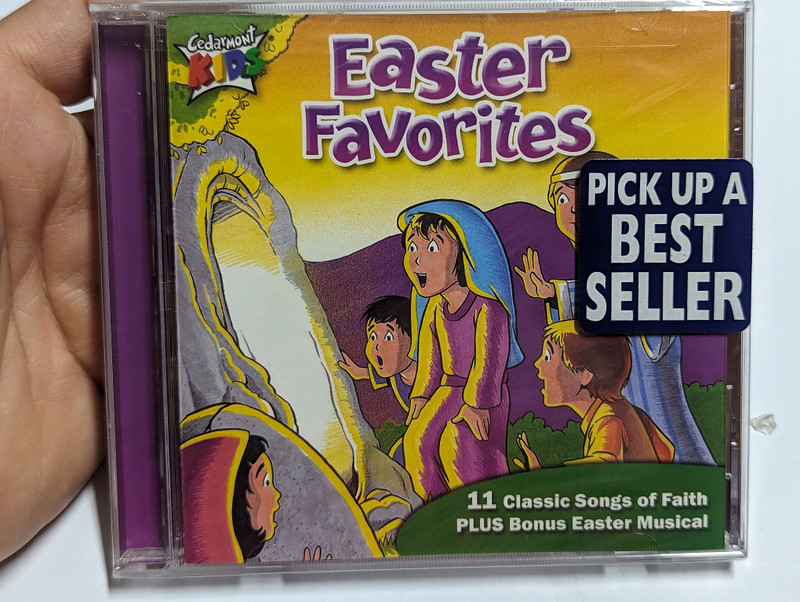 Cedarmont
KIDS
Easter
Favorites
PICK UP A
BEST
SELLER
11 Classic Songs of Faith
PLUS Bonus Easter Musical